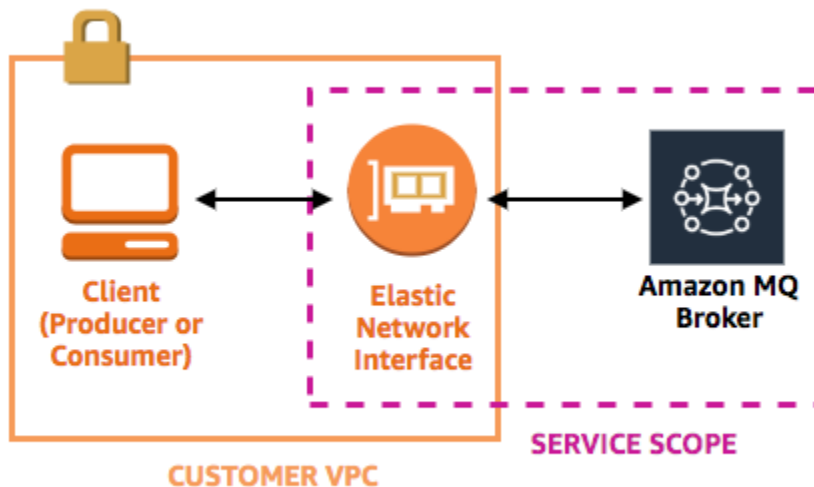 Client
(Producer or
Consumer)
Elastic
Network
Interface
Amazon MQ
Broker
SERVICE SCOPE
CUSTOMER VPC